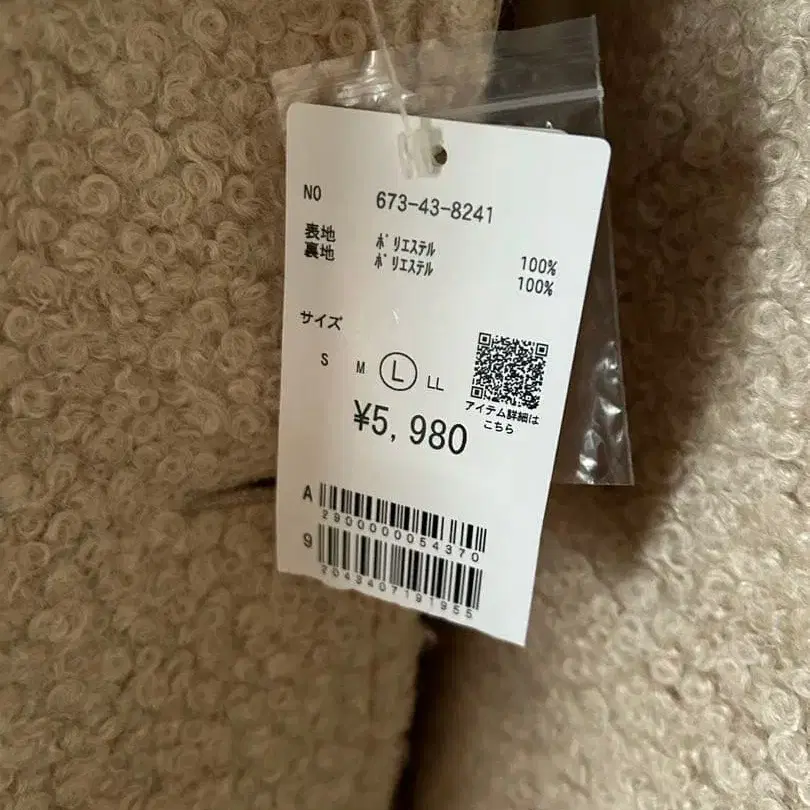 NO 673-43-8241
表地 ﾎﾟﾘｴｽﾃﾙ 100%
裏地 ﾎﾟﾘｴｽﾃﾙ 100%
サイズ
S M L LL
アイテム詳細は
こちら
¥5,980
A
2900000054370
9
2043407191955